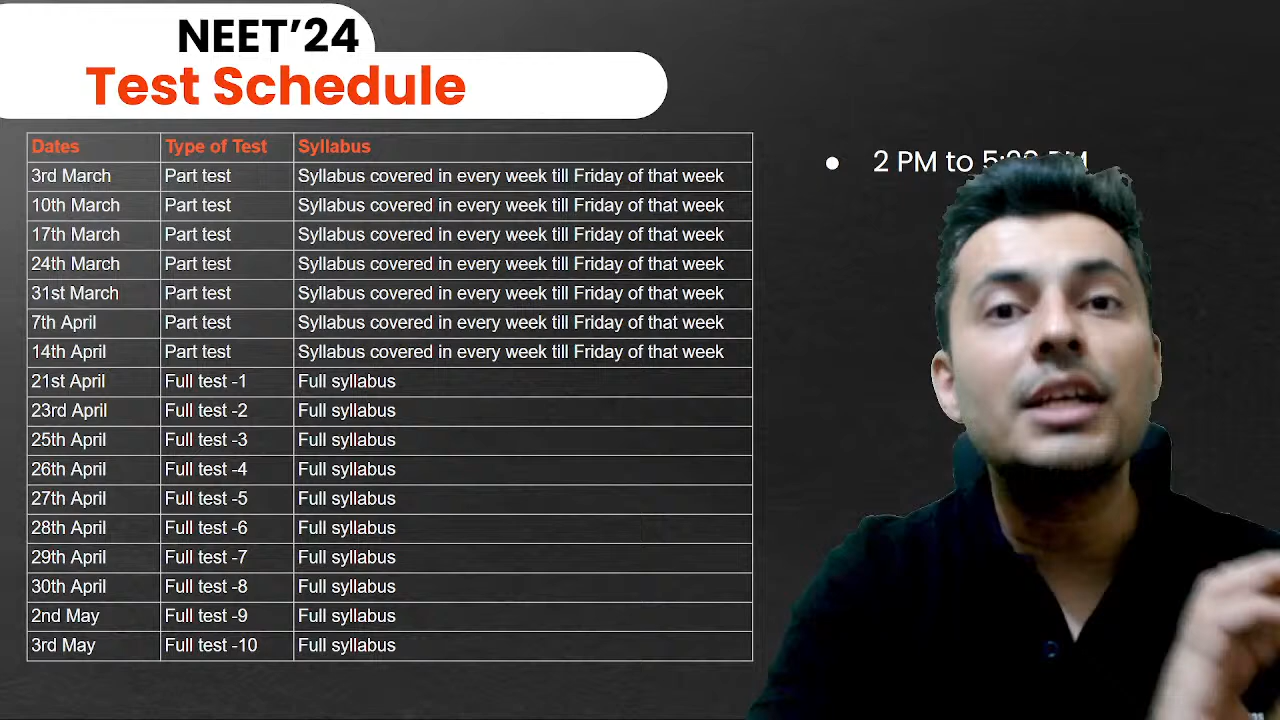 NEET’24
Test Schedule
Dates Type of Test Syllabus
3rd March Part test Syllabus covered in every week till Friday of that week
10th March Part test Syllabus covered in every week till Friday of that week
17th March Part test Syllabus covered in every week till Friday of that week
24th March Part test Syllabus covered in every week till Friday of that week
31st March Part test Syllabus covered in every week till Friday of that week
7th April Part test Syllabus covered in every week till Friday of that week
14th April Part test Syllabus covered in every week till Friday of that week
21st April Full test -1 Full syllabus
23rd April Full test -2 Full syllabus
25th April Full test -3 Full syllabus
26th April Full test -4 Full syllabus
27th April Full test -5 Full syllabus
28th April Full test -6 Full syllabus
29th April Full test -7 Full syllabus
30th April Full test -8 Full syllabus
2nd May Full test -9 Full syllabus
3rd May Full test -10 Full syllabus
● 2 PM to